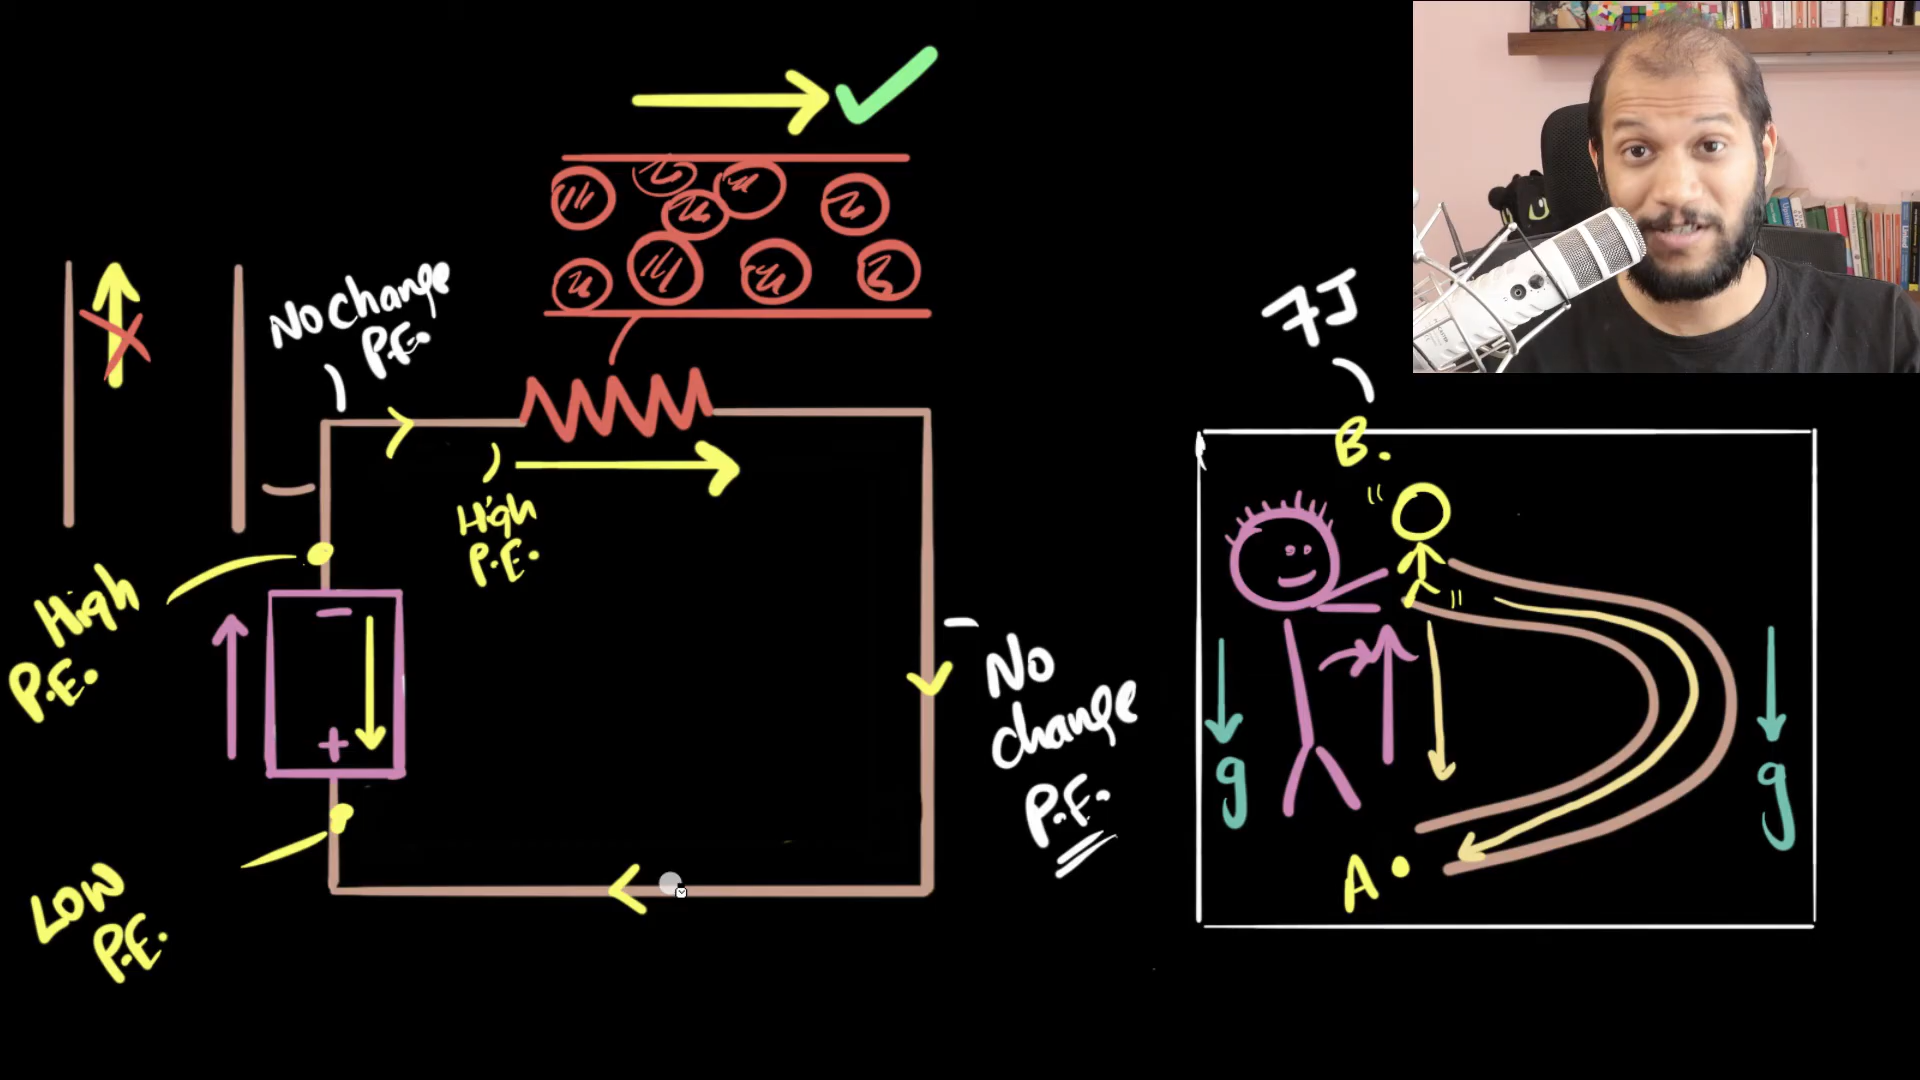 No change
P.E.
High
P.E.
High
P.E.
−
+
Low
P.E.
No
change
P.E.
7J
B.
g
g
A